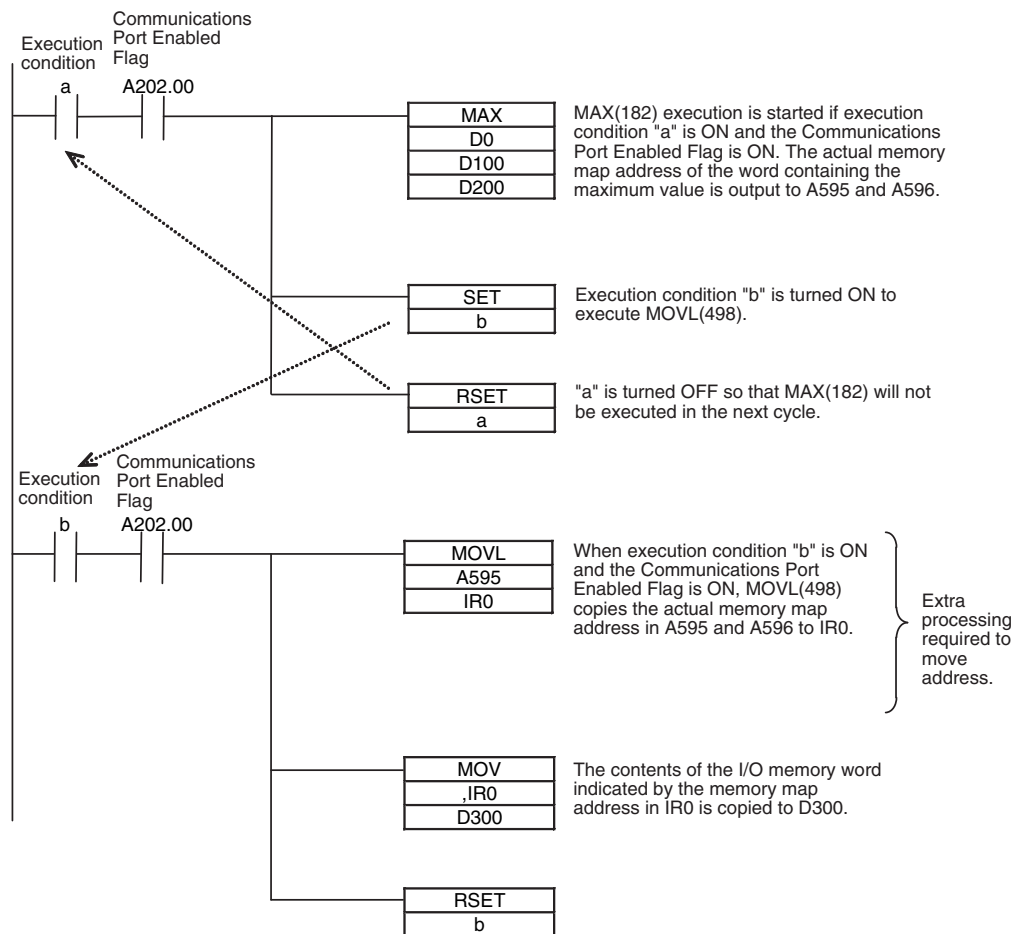 Communications
Port Enabled
Flag
Execution
condition
a
A202.00
MAX
D0
D100
D200
MAX(182) execution is started if execution
condition "a" is ON and the Communications
Port Enabled Flag is ON. The actual memory
map address of the word containing the
maximum value is output to A595 and A596.
SET
b
Execution condition "b" is turned ON to
execute MOVL(498).
RSET
a
"a" is turned OFF so that MAX(182) will not
be executed in the next cycle.
Execution
condition
Communications
Port Enabled
Flag
b
A202.00
MOVL
A595
IR0
When execution condition "b" is ON
and the Communications Port
Enabled Flag is ON, MOVL(498)
copies the actual memory map
address in A595 and A596 to IR0.
Extra
processing
required to
move
address.
MOV
,IR0
D300
The contents of the I/O memory word
indicated by the memory map
address in IR0 is copied to D300.
RSET
b